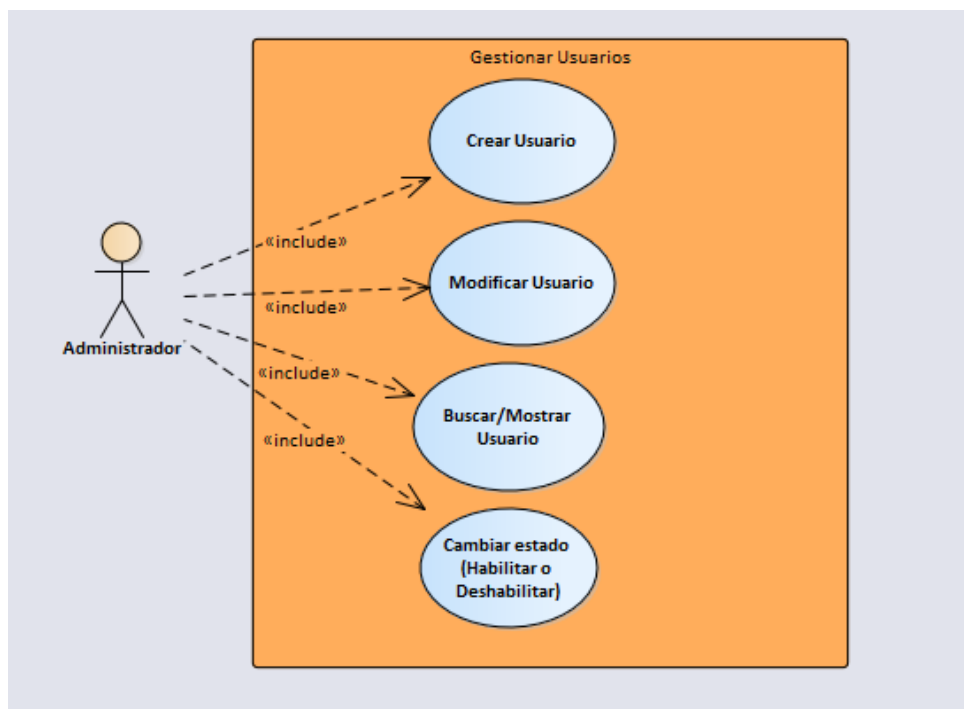 Gestionar Usuarios
Crear Usuario
«include»
Modificar Usuario
«include»
Administrador
«include»
Buscar/Mostrar
Usuario
«include»
Cambiar estado
(Habilitar o
Deshabilitar)